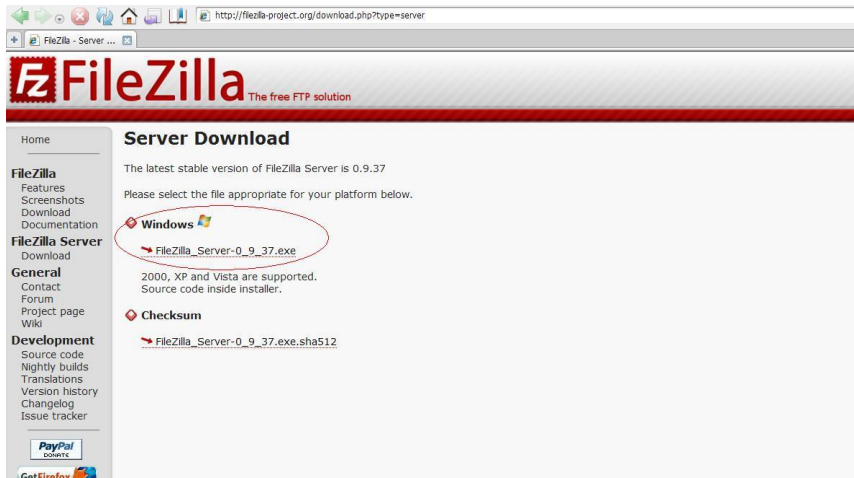 http://filezilla-project.org/download.php?type=server
FileZilla - Server ...
FileZilla
The free FTP solution
Home
FileZilla
Features
Screenshots
Download
Documentation
FileZilla Server
Download
General
Contact
Forum
Project page
Wiki
Development
Source code
Nightly builds
Translations
Version history
Changelog
Issue tracker
PayPal
DONATE
GetFirefox
Server Download
The latest stable version of FileZilla Server is 0.9.37
Please select the file appropriate for your platform below.
Windows
FileZilla_Server-0_9_37.exe
2000, XP and Vista are supported.
Source code inside installer.
Checksum
FileZilla_Server-0_9_37.exe.sha512